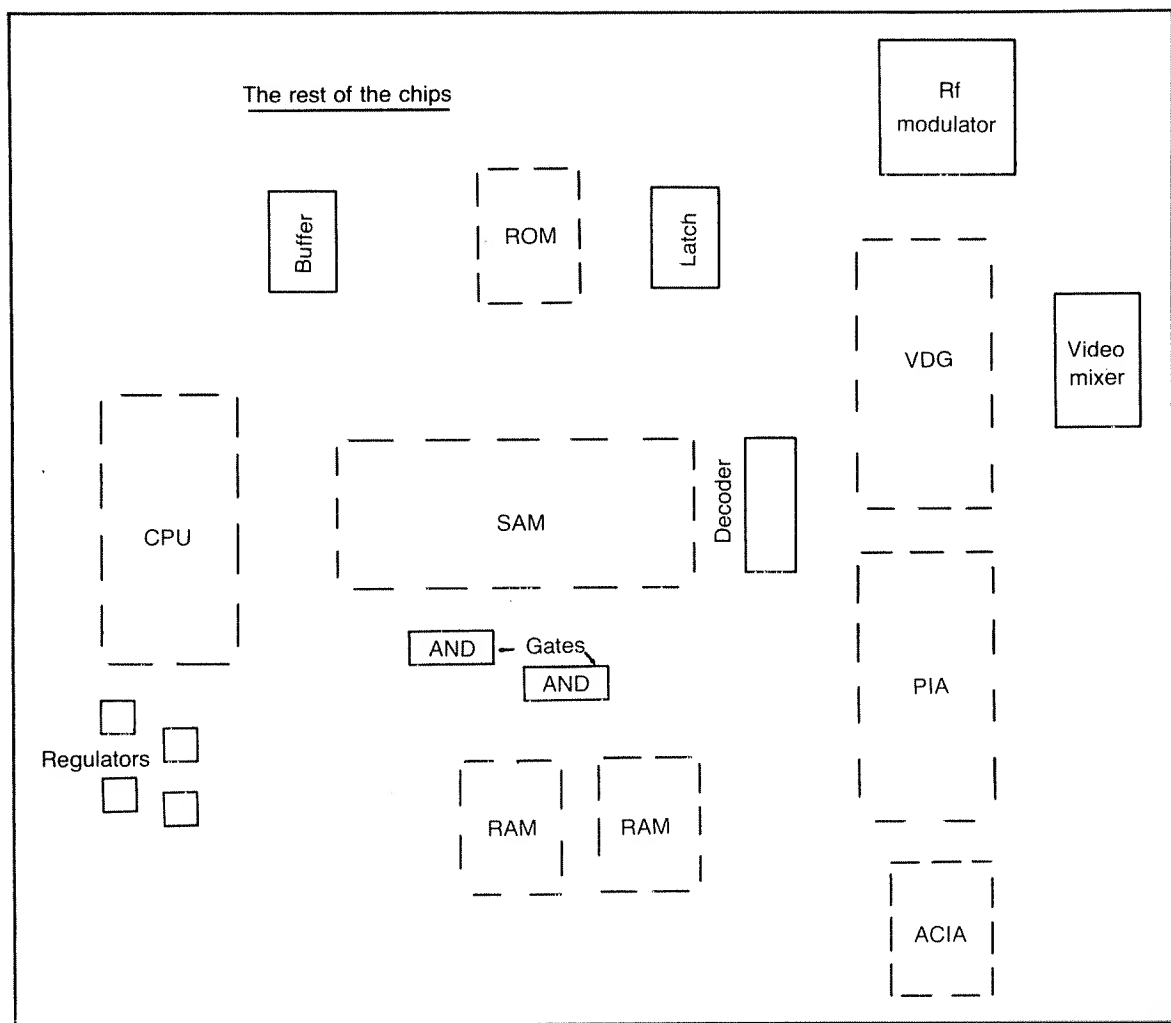 The rest of the chips
Rf
modulator
Buffer
ROM
Latch
VDG
Video
mixer
CPU
SAM
Decoder
AND
Gates
AND
PIA
Regulators
RAM
RAM
ACIA